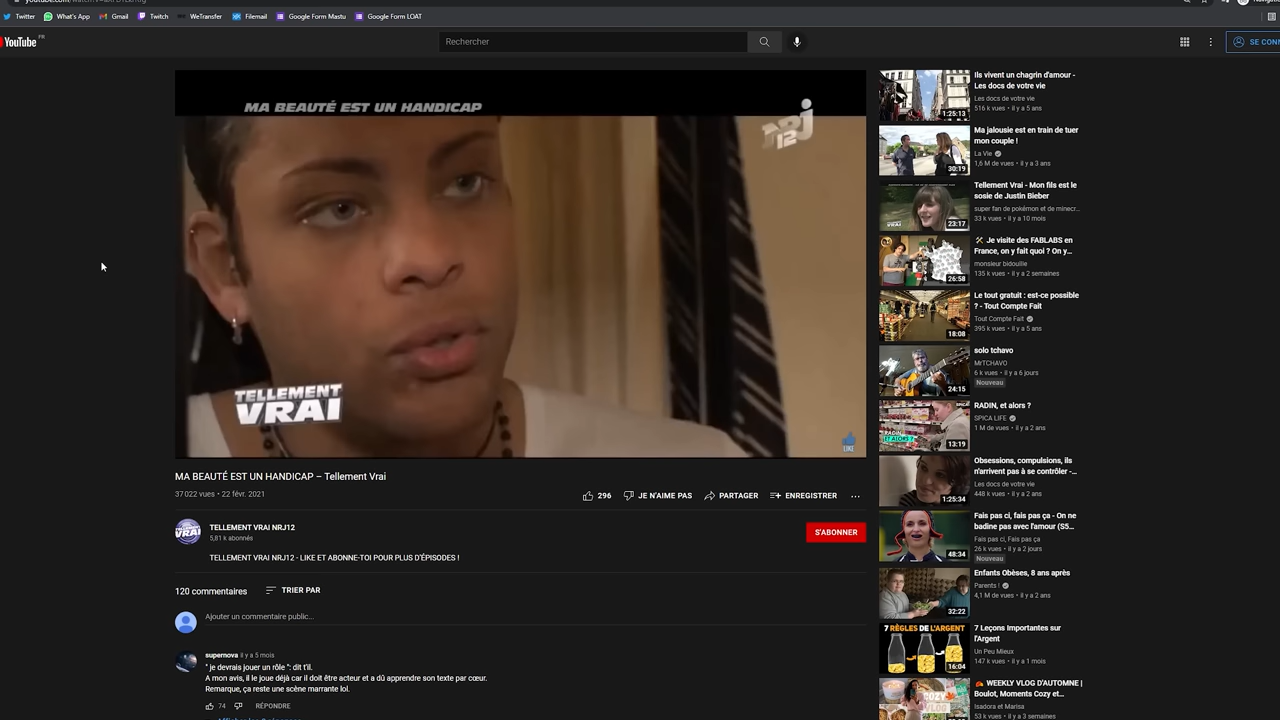 Twitter
What's App
Gmail
Twitch
WeTransfer
Filemail
Google Form Mastu
Google Form LOAT
YouTube FR
Rechercher
SE CONN
MA BEAUTÉ EST UN HANDICAP
NRJ 12
TELLEMENT
VRAI
LIKE
MA BEAUTÉ EST UN HANDICAP – Tellement Vrai
37 022 vues • 22 févr. 2021
296
JE N'AIME PAS
PARTAGER
ENREGISTRER
TELLEMENT VRAI NRJ12
5,81 k abonnés
S'ABONNER
TELLEMENT VRAI NRJ12 - LIKE ET ABONNE-TOI POUR PLUS D'ÉPISODES !
120 commentaires
TRIER PAR
Ajouter un commentaire public...
supernova il y a 5 mois
" je devrais jouer un rôle ": dit t'il.
A mon avis, il le joue déjà car il doit être acteur et a dû apprendre son texte par cœur.
Remarque, ça reste une scène marrante lol.
74
RÉPONDRE
Ils vivent un chagrin d'amour -
Les docs de votre vie
Les docs de votre vie
516 k vues • il y a 5 ans
1:25:13
Ma jalousie est en train de tuer
mon couple !
La Vie
1,6 M de vues • il y a 3 ans
30:19
Tellement Vrai - Mon fils est le
sosie de Justin Bieber
super fan de pokémon et de minecr...
33 k vues • il y a 10 mois
23:17
Je visite des FABLABS en
France, on y fait quoi ? On y...
monsieur bidouille
135 k vues • il y a 2 semaines
26:58
Le tout gratuit : est-ce possible
? - Tout Compte Fait
Tout Compte Fait
395 k vues • il y a 5 ans
18:08
solo tchavo
MrTCHAVO
6 k vues • il y a 6 jours
Nouveau
24:15
RADIN, et alors ?
SPICA LIFE
1 M de vues • il y a 2 ans
RADIN
ET ALORS ?
13:19
Obsessions, compulsions, ils
n'arrivent pas à se contrôler -...
Les docs de votre vie
448 k vues • il y a 2 ans
1:25:34
Fais pas ci, fais pas ça - On ne
badine pas avec l'amour (S5...
Fais pas ci, Fais pas ça
26 k vues • il y a 2 jours
Nouveau
48:34
Enfants Obèses, 8 ans après
Parents !
4,1 M de vues • il y a 2 ans
32:22
7 Leçons Importantes sur
l'Argent
Un Peu Mieux
147 k vues • il y a 1 mois
7 RÈGLES DE L'ARGENT
16:04
WEEKLY VLOG D'AUTOMNE |
Boulot, Moments Cozy et...
Isadora et Marisa
53 k vues • il y a 3 semaines
COZY
VLOG